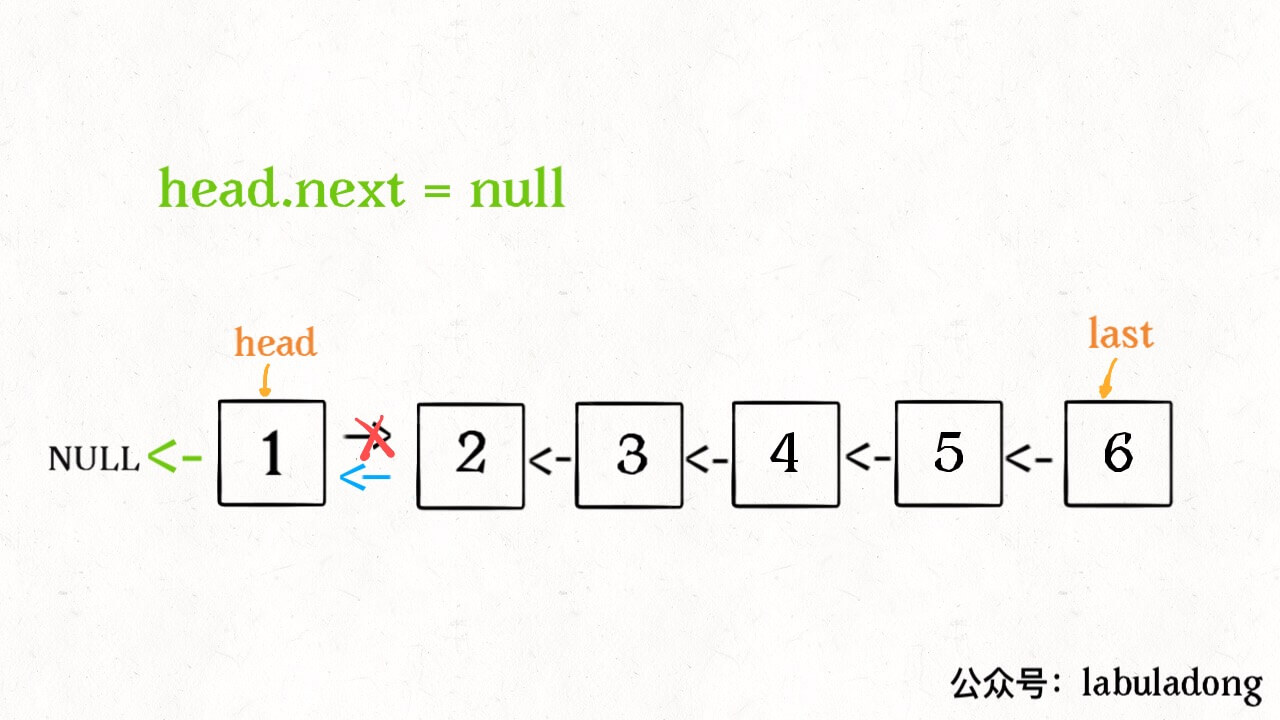 head.next = null
head
last
NULL <- 1 2 <- 3 <- 4 <- 5 <- 6
公众号：labuladong